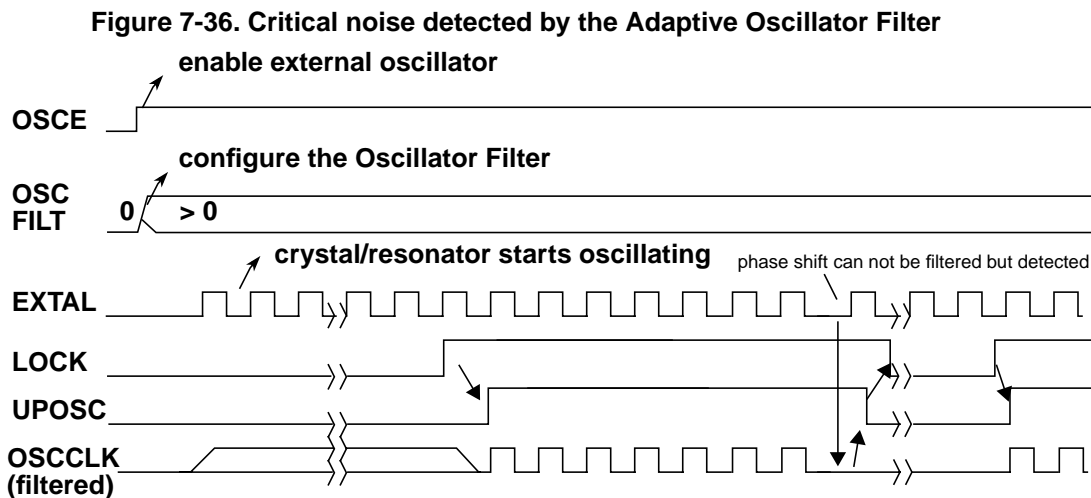 Figure 7-36. Critical noise detected by the Adaptive Oscillator Filter
enable external oscillator
OSCE
configure the Oscillator Filter
OSC
FILT
0 > 0
crystal/resonator starts oscillating
phase shift can not be filtered but detected
EXTAL
LOCK
UPOSC
OSCCLK
(filtered)